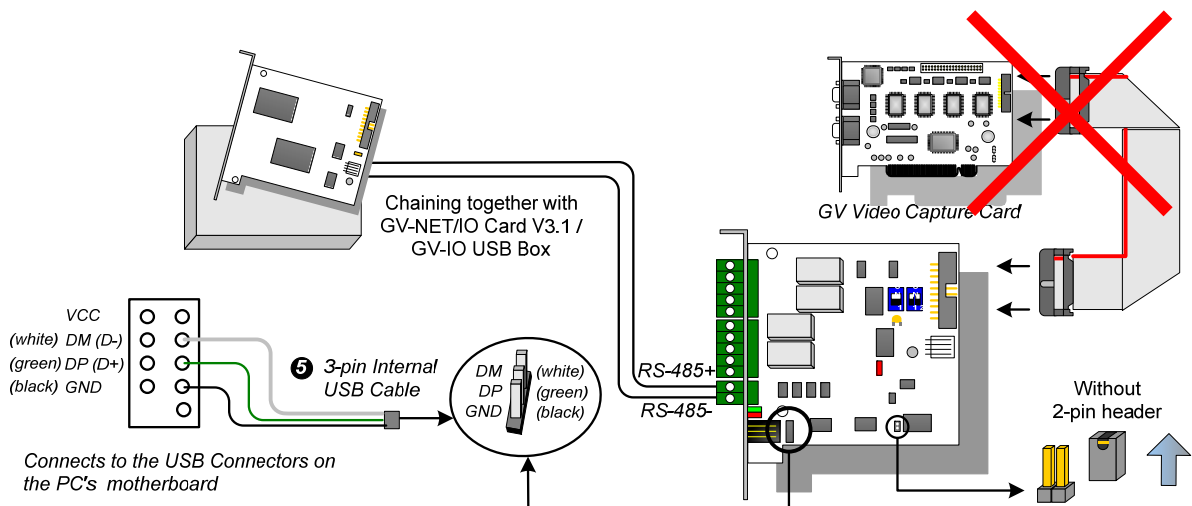 Chaining together with
GV-NET/IO Card V3.1 /
GV-IO USB Box
GV Video Capture Card
VCC
(white) DM (D-)
(green) DP (D+)
(black) GND
5 3-pin Internal
USB Cable
DM (white)
DP (green)
GND (black)
RS-485+
RS-485-
Without
2-pin header
Connects to the USB Connectors on
the PC's motherboard